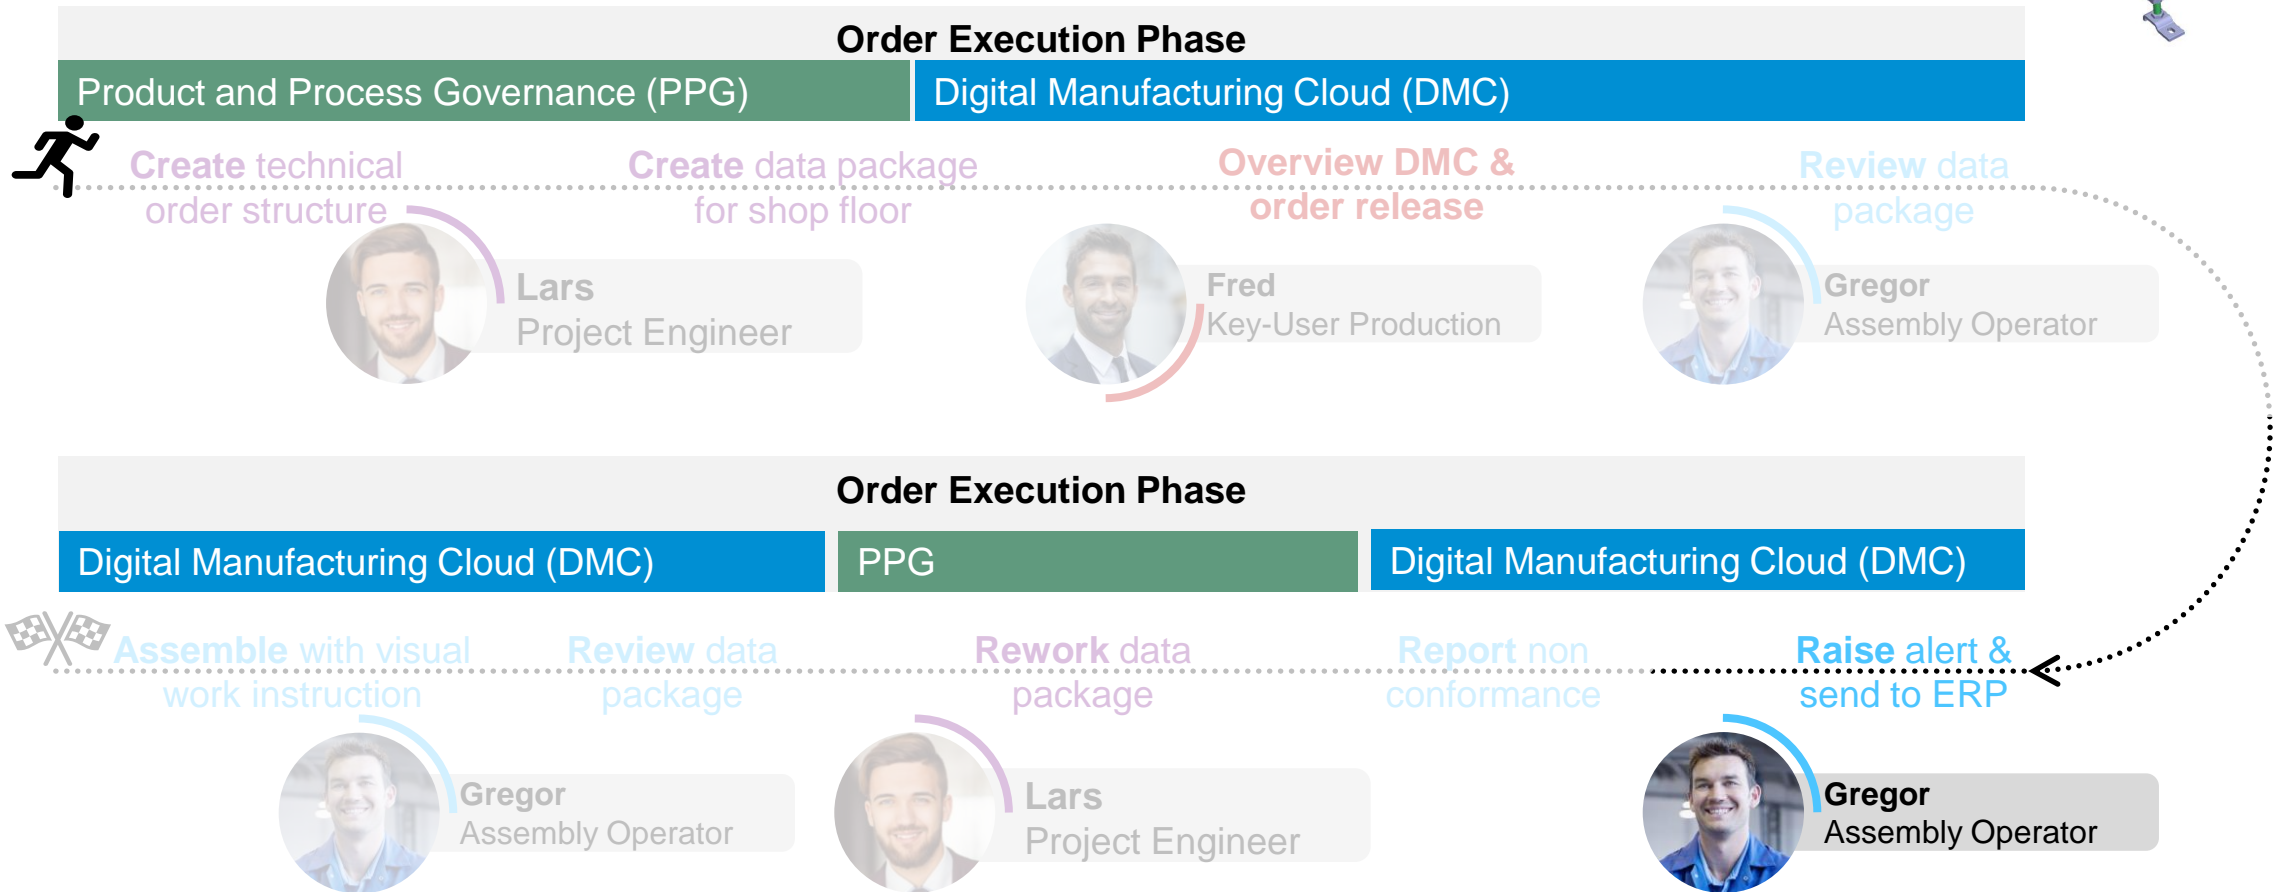 Order Execution Phase
Product and Process Governance (PPG)
Digital Manufacturing Cloud (DMC)
Create technical
order structure
Create data package
for shop floor
Overview DMC &
order release
Review data
package
Lars
Project Engineer
Fred
Key-User Production
Gregor
Assembly Operator
Order Execution Phase
Digital Manufacturing Cloud (DMC)
PPG
Digital Manufacturing Cloud (DMC)
Assemble with visual
work instruction
Review data
package
Rework data
package
Report non
conformance
Raise alert &
send to ERP
Gregor
Assembly Operator
Lars
Project Engineer
Gregor
Assembly Operator